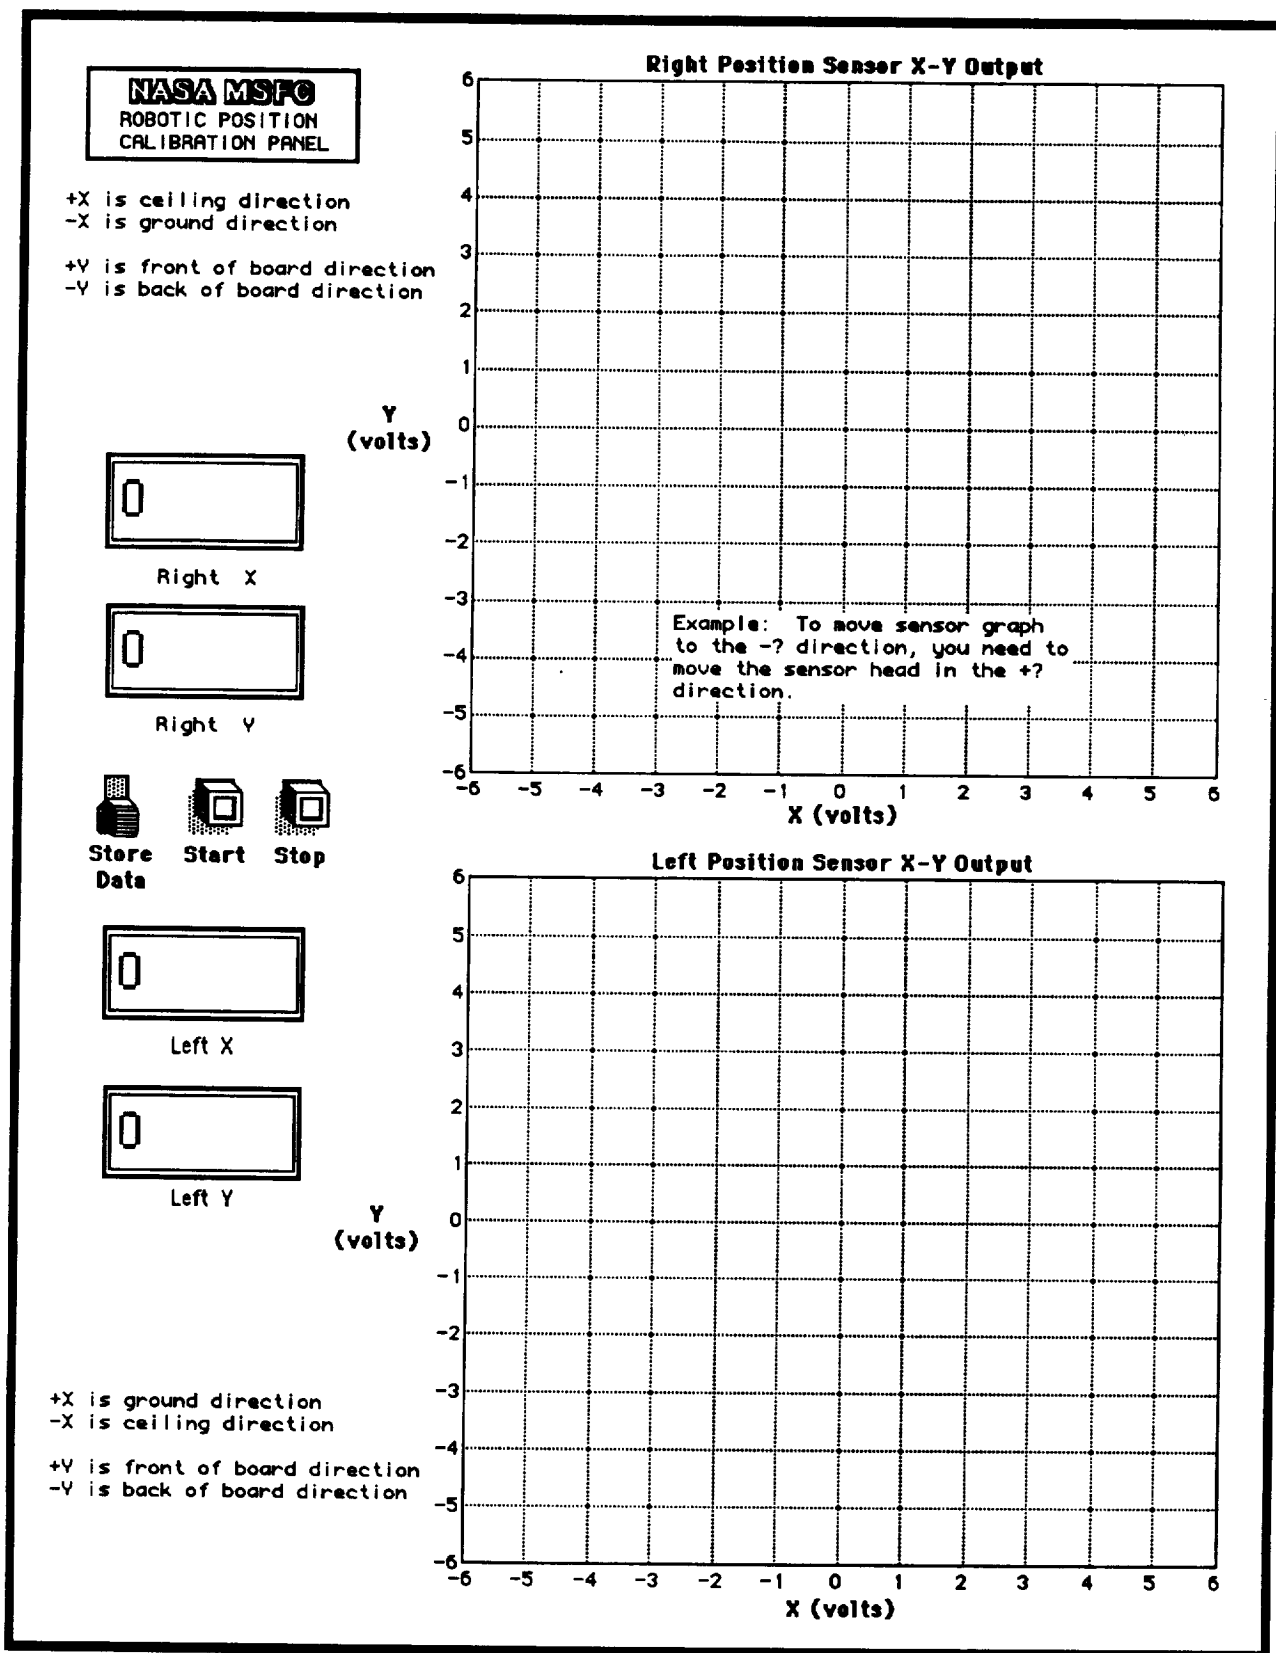 NASA MSFC
ROBOTIC POSITION
CALIBRATION PANEL
+X is ceiling direction
-X is ground direction
+Y is front of board direction
-Y is back of board direction
Right Position Sensor X-Y Output
6
5
4
3
2
1
0
-1
-2
-3
-4
-5
-6
Y
(volts)
Example: To move sensor graph
to the -? direction, you need to
move the sensor head in the +?
direction.
-6 -5 -4 -3 -2 -1 0 1 2 3 4 5 6
X (volts)
0
Right X
0
Right Y
Store
Data
Start
Stop
0
Left X
0
Left Y
Left Position Sensor X-Y Output
6
5
4
3
2
1
0
-1
-2
-3
-4
-5
-6
Y
(volts)
-6 -5 -4 -3 -2 -1 0 1 2 3 4 5 6
X (volts)
+X is ground direction
-X is ceiling direction
+Y is front of board direction
-Y is back of board direction